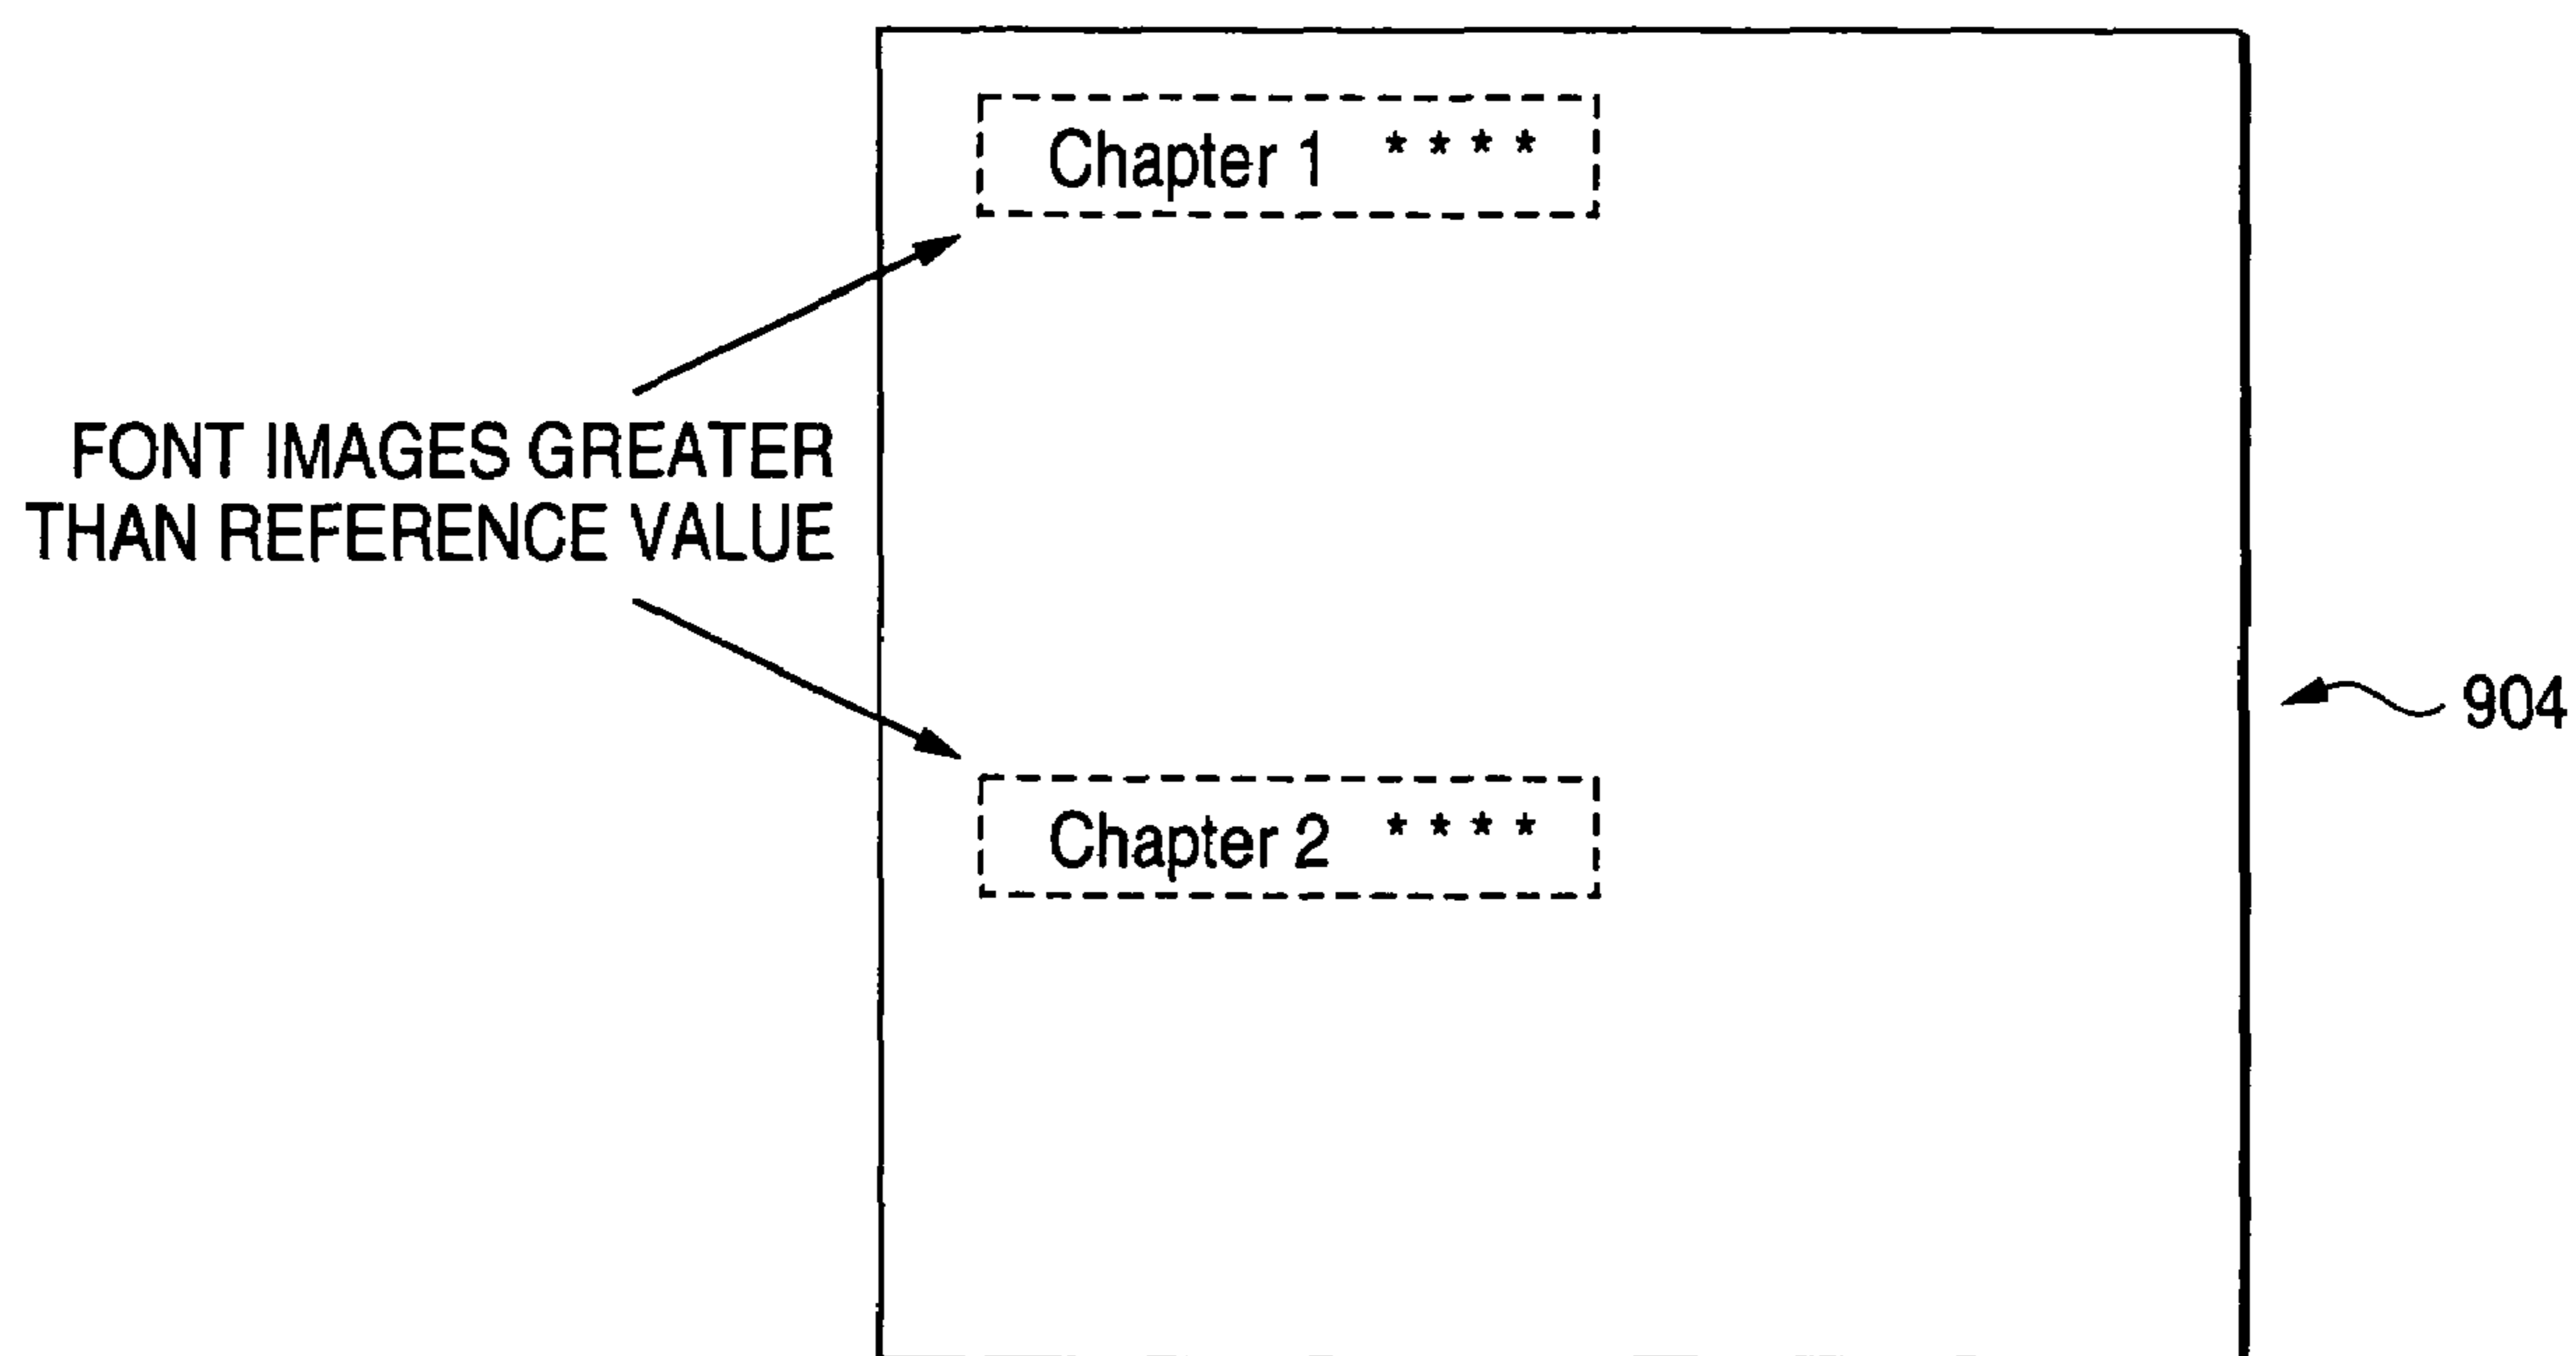 Chapter 1 ****
FONT IMAGES GREATER
THAN REFERENCE VALUE
904
Chapter 2 ****